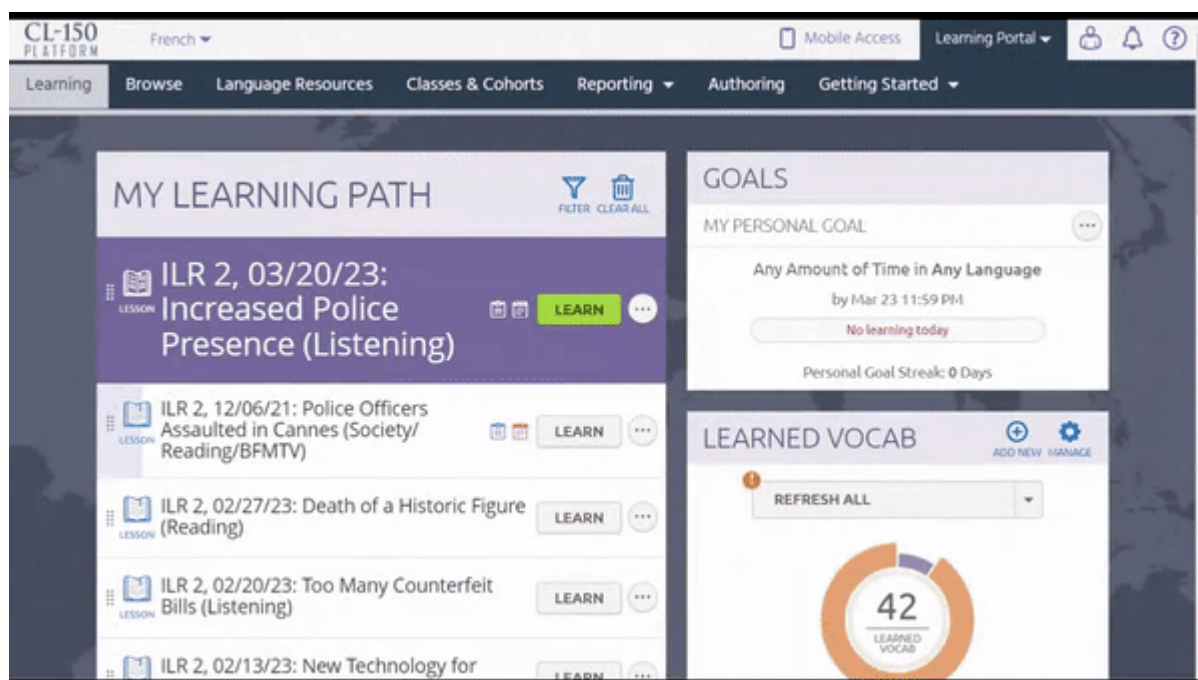 CL-150
PLATFORM
French
Mobile Access
Learning Portal
Learning
Browse
Language Resources
Classes & Cohorts
Reporting
Authoring
Getting Started
MY LEARNING PATH
FILTER
CLEAR ALL
LESSON
ILR 2, 03/20/23:
Increased Police
Presence (Listening)
LEARN
LESSON
ILR 2, 12/06/21: Police Officers
Assaulted in Cannes (Society/
Reading/BFMTV)
LEARN
LESSON
ILR 2, 02/27/23: Death of a Historic Figure
(Reading)
LEARN
LESSON
ILR 2, 02/20/23: Too Many Counterfeit
Bills (Listening)
LEARN
ILR 2, 02/13/23: New Technology for
LEARN
GOALS
MY PERSONAL GOAL
Any Amount of Time in Any Language
by Mar 23 11:59 PM
No learning today
Personal Goal Streak: 0 Days
LEARNED VOCAB
ADD NEW
MANAGE
REFRESH ALL
42
LEARNED
VOCAB